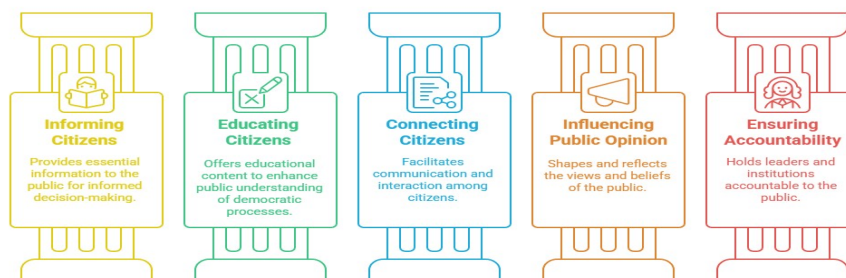 Informing
Citizens
Provides essential
information to the
public for informed
decision-making.
Educating
Citizens
Offers educational
content to enhance
public understanding
of democratic
processes.
Connecting
Citizens
Facilitates
communication and
interaction among
citizens.
Influencing
Public Opinion
Shapes and reflects
the views and beliefs
of the public.
Ensuring
Accountability
Holds leaders and
institutions
accountable to the
public.